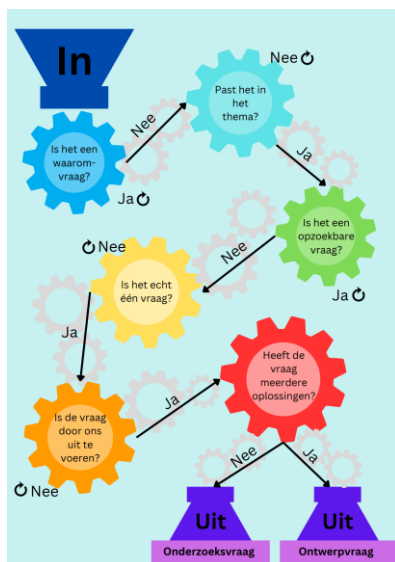 In
Is het een
waarom-
vraag?
Nee
Ja
Past het in
het
thema?
Nee
Ja
Is het een
opzoekbare
vraag?
Nee
Ja
Is het echt
één vraag?
Nee
Ja
Is de vraag
door ons
uit te
voeren?
Nee
Ja
Heeft de
vraag
meerdere
oplossingen?
Nee
Ja
Uit
Onderzoeksvraag
Uit
Ontwerpvraag